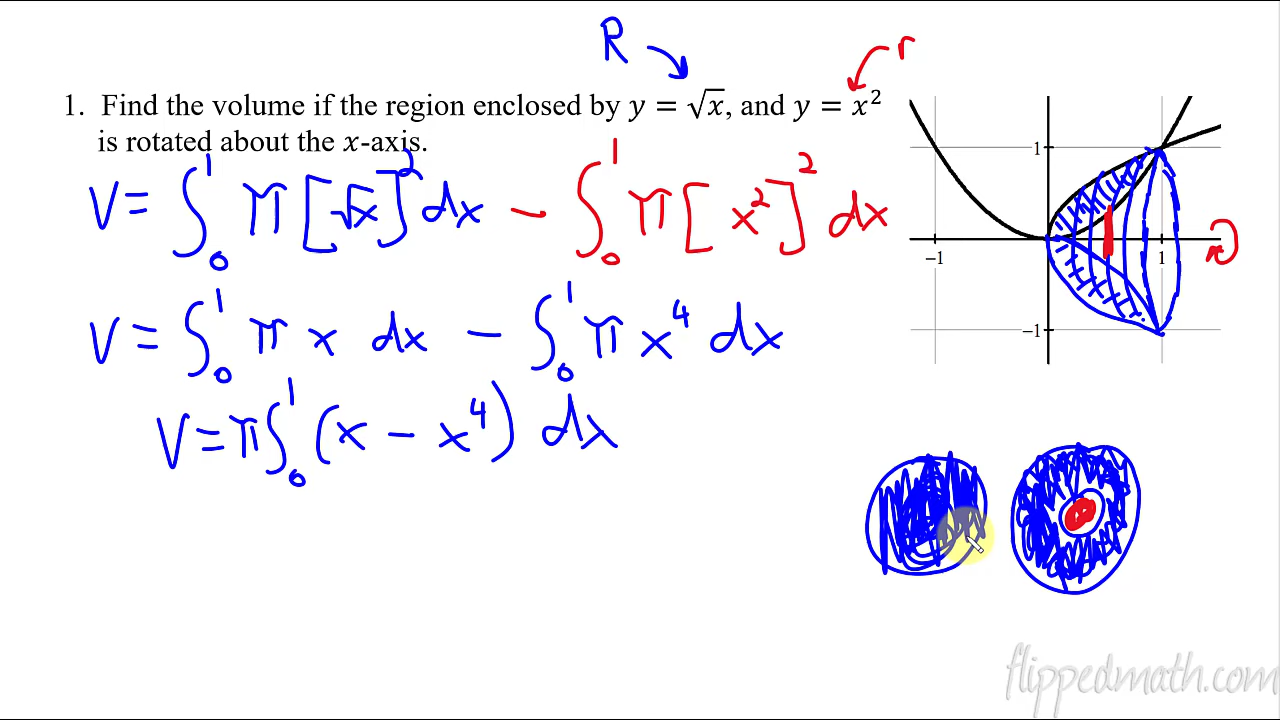 R
r
1. Find the volume if the region enclosed by y = √x, and y = x²
is rotated about the x-axis.
V = ∫₀¹ π [√x]² dx − ∫₀¹ π [x²]² dx
V = ∫₀¹ π x dx − ∫₀¹ π x⁴ dx
V = π ∫₀¹ (x − x⁴) dx
1
−1
1
−1
flippedmath.com